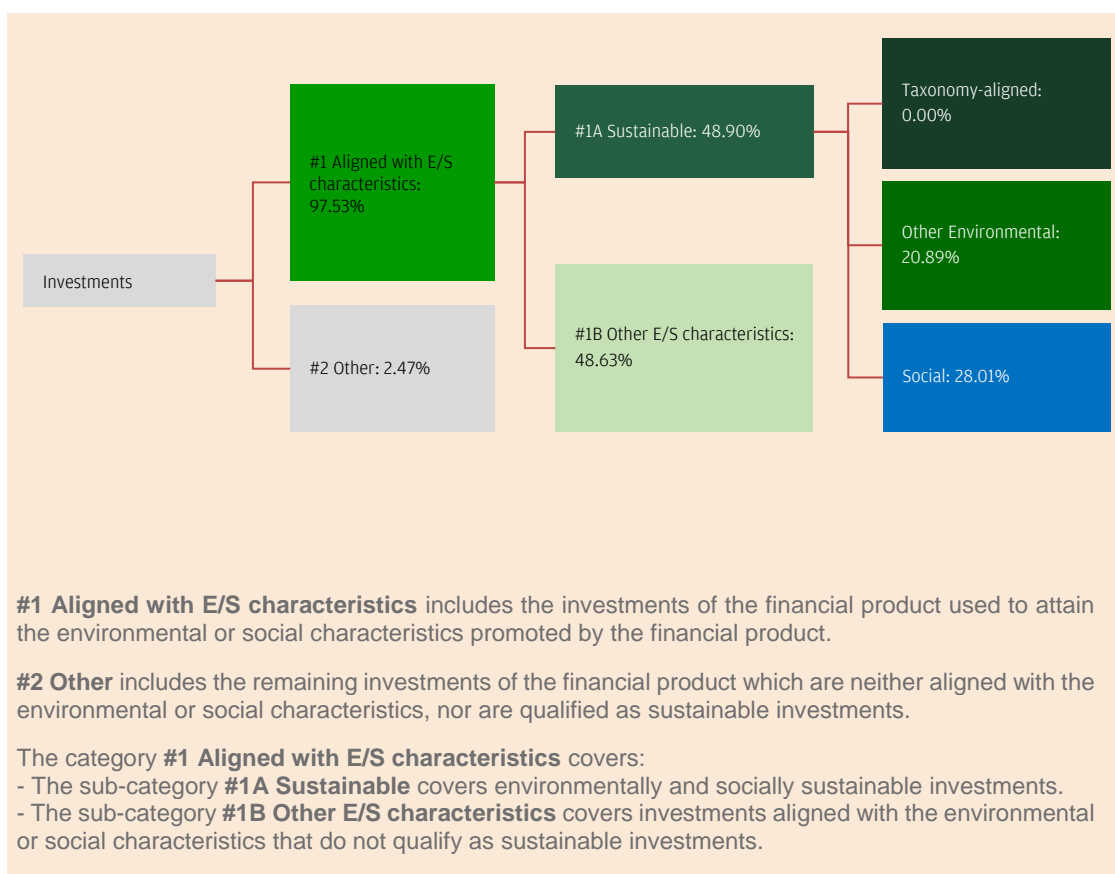 Investments
#1 Aligned with E/S
characteristics:
97.53%
#2 Other: 2.47%
#1A Sustainable: 48.90%
#1B Other E/S characteristics:
48.63%
Taxonomy-aligned:
0.00%
Other Environmental:
20.89%
Social: 28.01%
#1 Aligned with E/S characteristics includes the investments of the financial product used to attain
the environmental or social characteristics promoted by the financial product.
#2 Other includes the remaining investments of the financial product which are neither aligned with the
environmental or social characteristics, nor are qualified as sustainable investments.
The category #1 Aligned with E/S characteristics covers:
- The sub-category #1A Sustainable covers environmentally and socially sustainable investments.
- The sub-category #1B Other E/S characteristics covers investments aligned with the environmental
or social characteristics that do not qualify as sustainable investments.